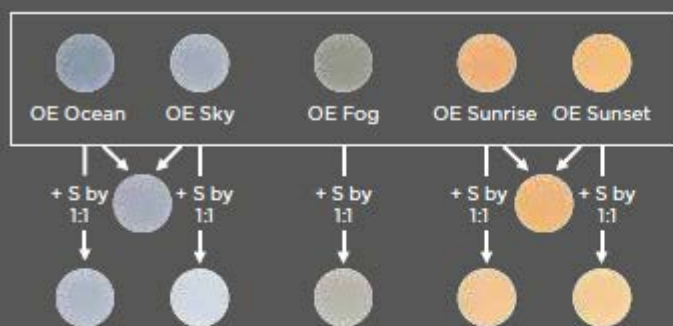 OE Ocean OE Sky OE Fog OE Sunrise OE Sunset
+ S by + S by + S by + S by + S by
1:1 1:1 1:1 1:1 1:1